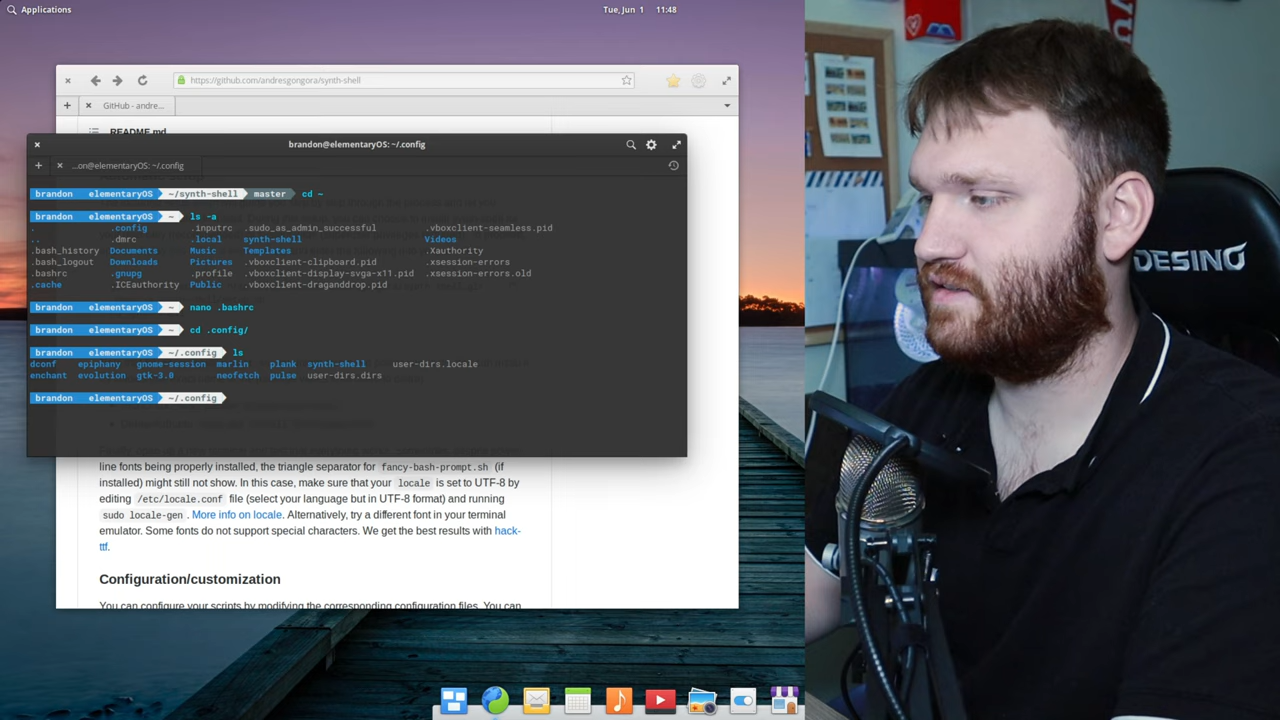 Applications
Tue, Jun 1 11:48
https://github.com/andresgongora/synth-shell
GitHub - andre...
README.md
brandon@elementaryOS: ~/.config
...on@elementaryOS: ~/.config
brandon elementaryOS ~/synth-shell master cd ~
brandon elementaryOS ~ ls -a
. .config .inputrc .sudo_as_admin_successful .vboxclient-seamless.pid
.. .dmrc .local synth-shell Videos
.bash_history Documents Music Templates .Xauthority
.bash_logout Downloads Pictures .vboxclient-clipboard.pid .xsession-errors
.bashrc .gnupg .profile .vboxclient-display-svga-x11.pid .xsession-errors.old
.cache .ICEauthority Public .vboxclient-draganddrop.pid
brandon elementaryOS ~ nano .bashrc
brandon elementaryOS ~ cd .config/
brandon elementaryOS ~/.config ls
dconf epiphany gnome-session marlin plank synth-shell user-dirs.locale
enchant evolution gtk-3.0 neofetch pulse user-dirs.dirs
brandon elementaryOS ~/.config
line fonts being properly installed, the triangle separator for fancy-bash-prompt.sh (if
installed) might still not show. In this case, make sure that your locale is set to UTF-8 by
editing /etc/locale.conf file (select your language but in UTF-8 format) and running
sudo locale-gen . More info on locale. Alternatively, try a different font in your terminal
emulator. Some fonts do not support special characters. We get the best results with hack-
ttf.
Configuration/customization
You can configure your scripts by modifying the corresponding configuration files. You can
DESINO